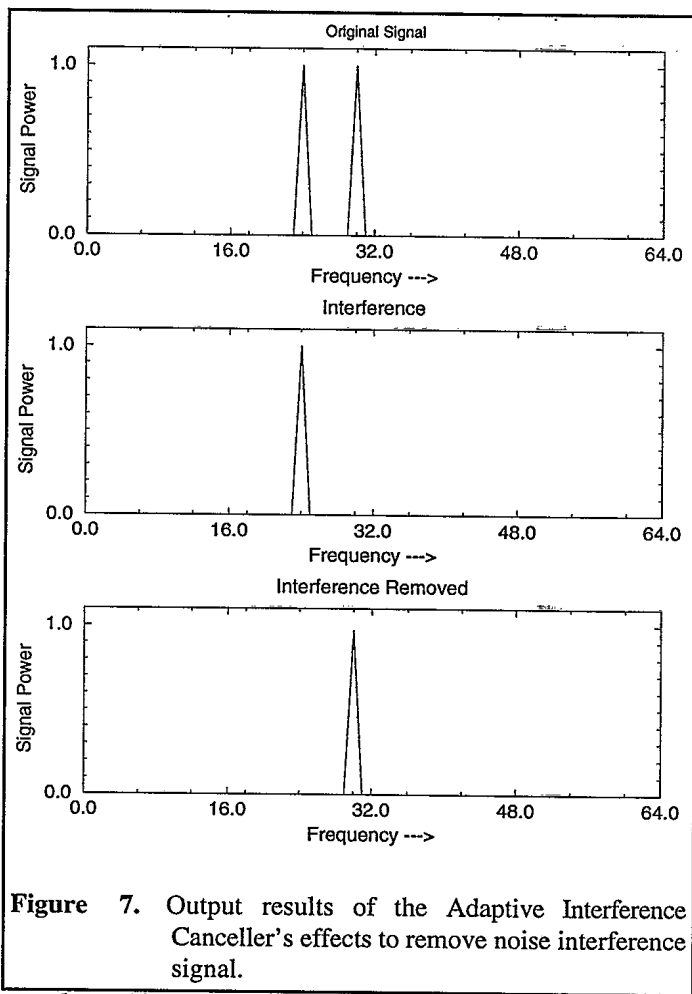 Original Signal
1.0
Signal Power
0.0
0.0 16.0 32.0 48.0 64.0
Frequency --->
Interference
1.0
Signal Power
0.0
0.0 16.0 32.0 48.0 64.0
Frequency --->
Interference Removed
1.0
Signal Power
0.0
0.0 16.0 32.0 48.0 64.0
Frequency --->
Figure 7. Output results of the Adaptive Interference
Canceller's effects to remove noise interference
signal.